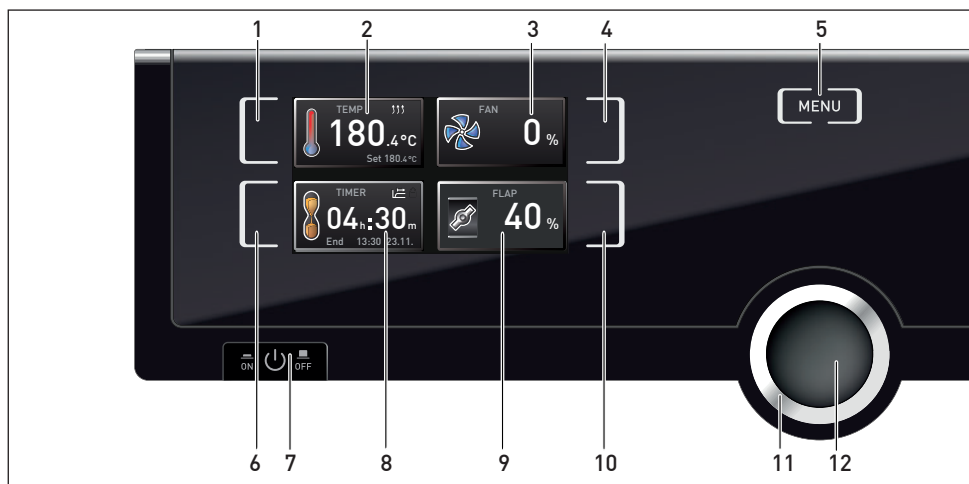 1 2 3 4 5
TEMP
180.4°C
Set 180.4°C
FAN
0 %
MENU
TIMER
04h:30m
End 13:30 23.11.
FLAP
40 %
ON OFF
6 7 8 9 10 11 12